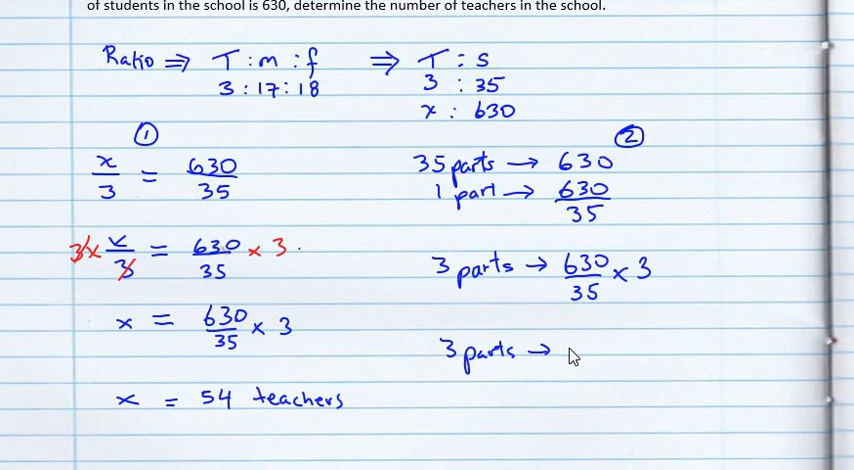 of students in the school is 630, determine the number of teachers in the school.
Ratio ⇒ T : m : f ⇒ T : s
3 : 17 : 18 3 : 35
x : 630
①
x/3 = 630/35
3 × x/3 = 630/35 × 3
x = 630/35 × 3
x = 54 teachers
②
35 parts → 630
1 part → 630/35
3 parts → 630/35 × 3
3 parts →